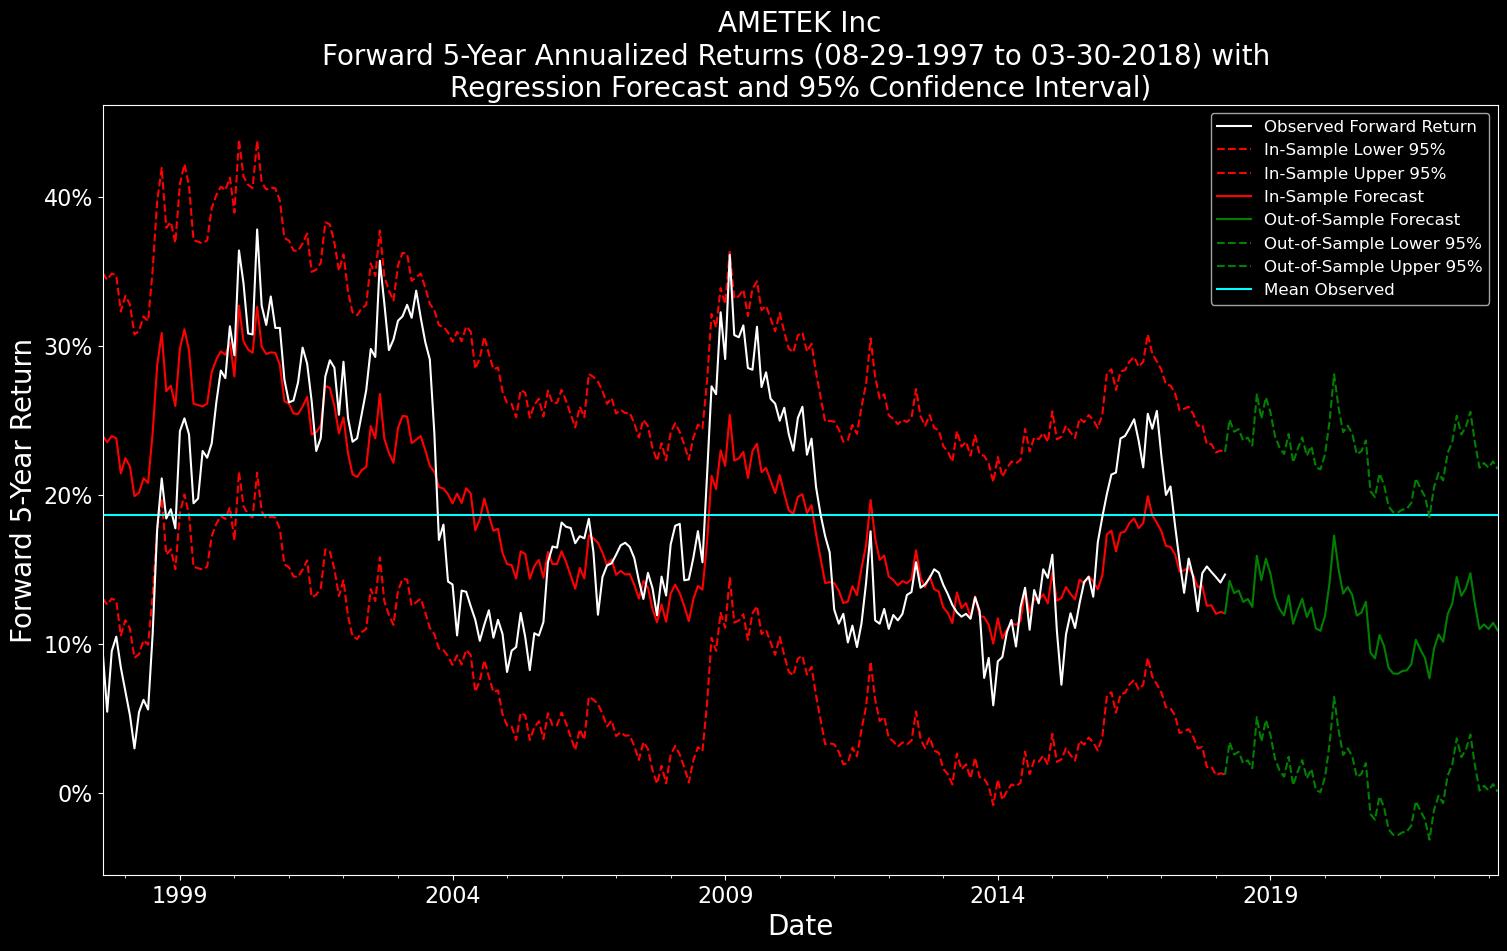 AMETEK Inc
Forward 5-Year Annualized Returns (08-29-1997 to 03-30-2018) with
Regression Forecast and 95% Confidence Interval)
Observed Forward Return
In-Sample Lower 95%
In-Sample Upper 95%
In-Sample Forecast
Out-of-Sample Forecast
Out-of-Sample Lower 95%
Out-of-Sample Upper 95%
Mean Observed
Forward 5-Year Return
40%
30%
20%
10%
0%
1999
2004
2009
2014
2019
Date